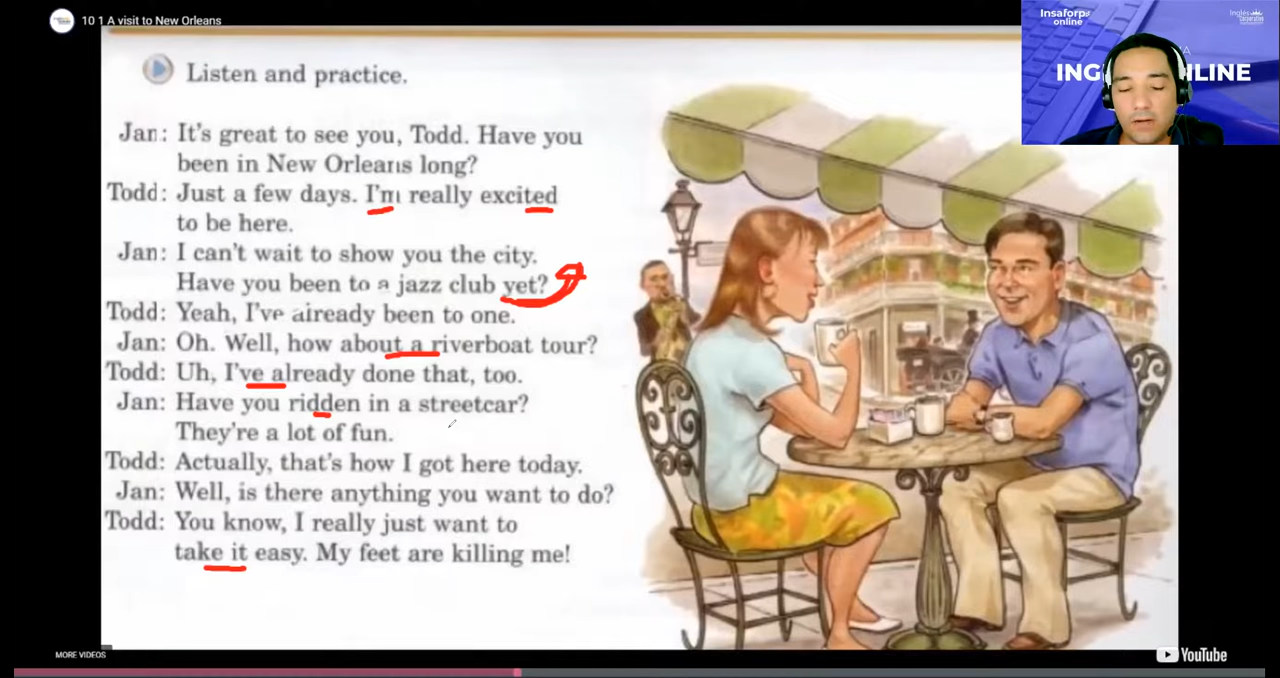 10 1 A visit to New Orleans
Insaforp
online
Inglés
Corporativo
ING NLINE
Listen and practice.
Jan: It's great to see you, Todd. Have you
been in New Orleans long?
Todd: Just a few days. I'm really excited
to be here.
Jan: I can't wait to show you the city.
Have you been to a jazz club yet?
Todd: Yeah, I've already been to one.
Jan: Oh. Well, how about a riverboat tour?
Todd: Uh, I've already done that, too.
Jan: Have you ridden in a streetcar?
They're a lot of fun.
Todd: Actually, that's how I got here today.
Jan: Well, is there anything you want to do?
Todd: You know, I really just want to
take it easy. My feet are killing me!
MORE VIDEOS
YouTube